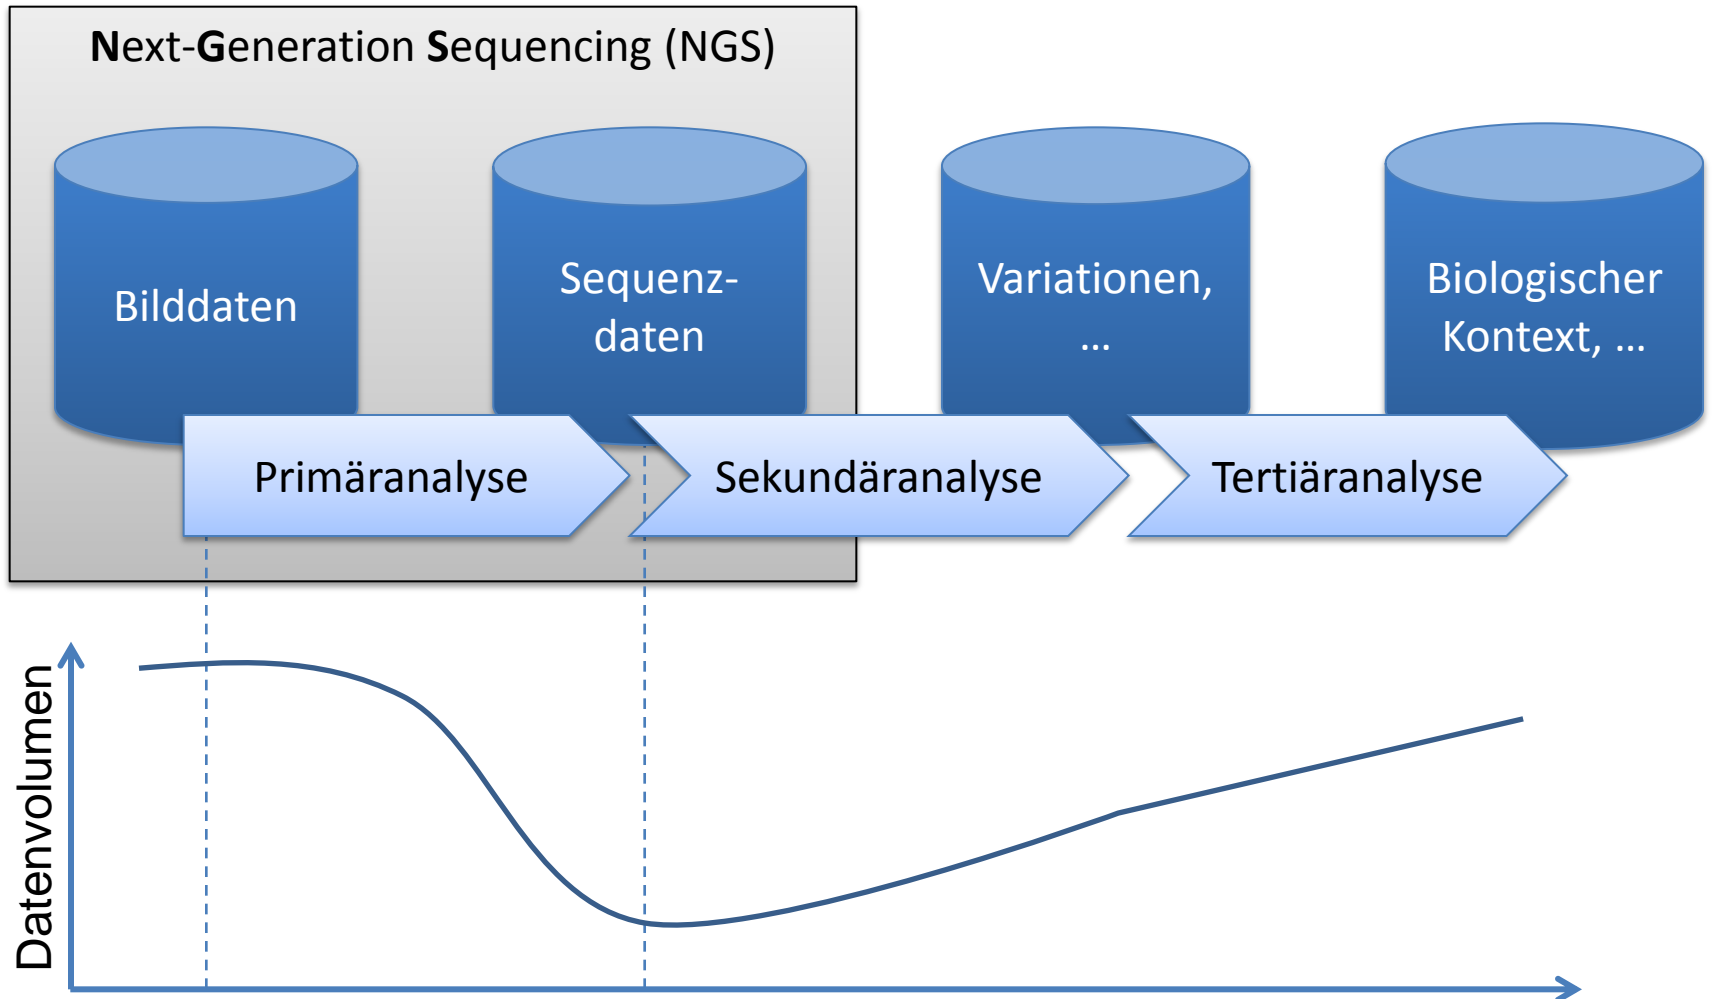 Next-Generation Sequencing (NGS)
Bilddaten
Sequenz-
daten
Variationen,
...
Biologischer
Kontext, ...
Primäranalyse
Sekundäranalyse
Tertiäranalyse
Datenvolumen